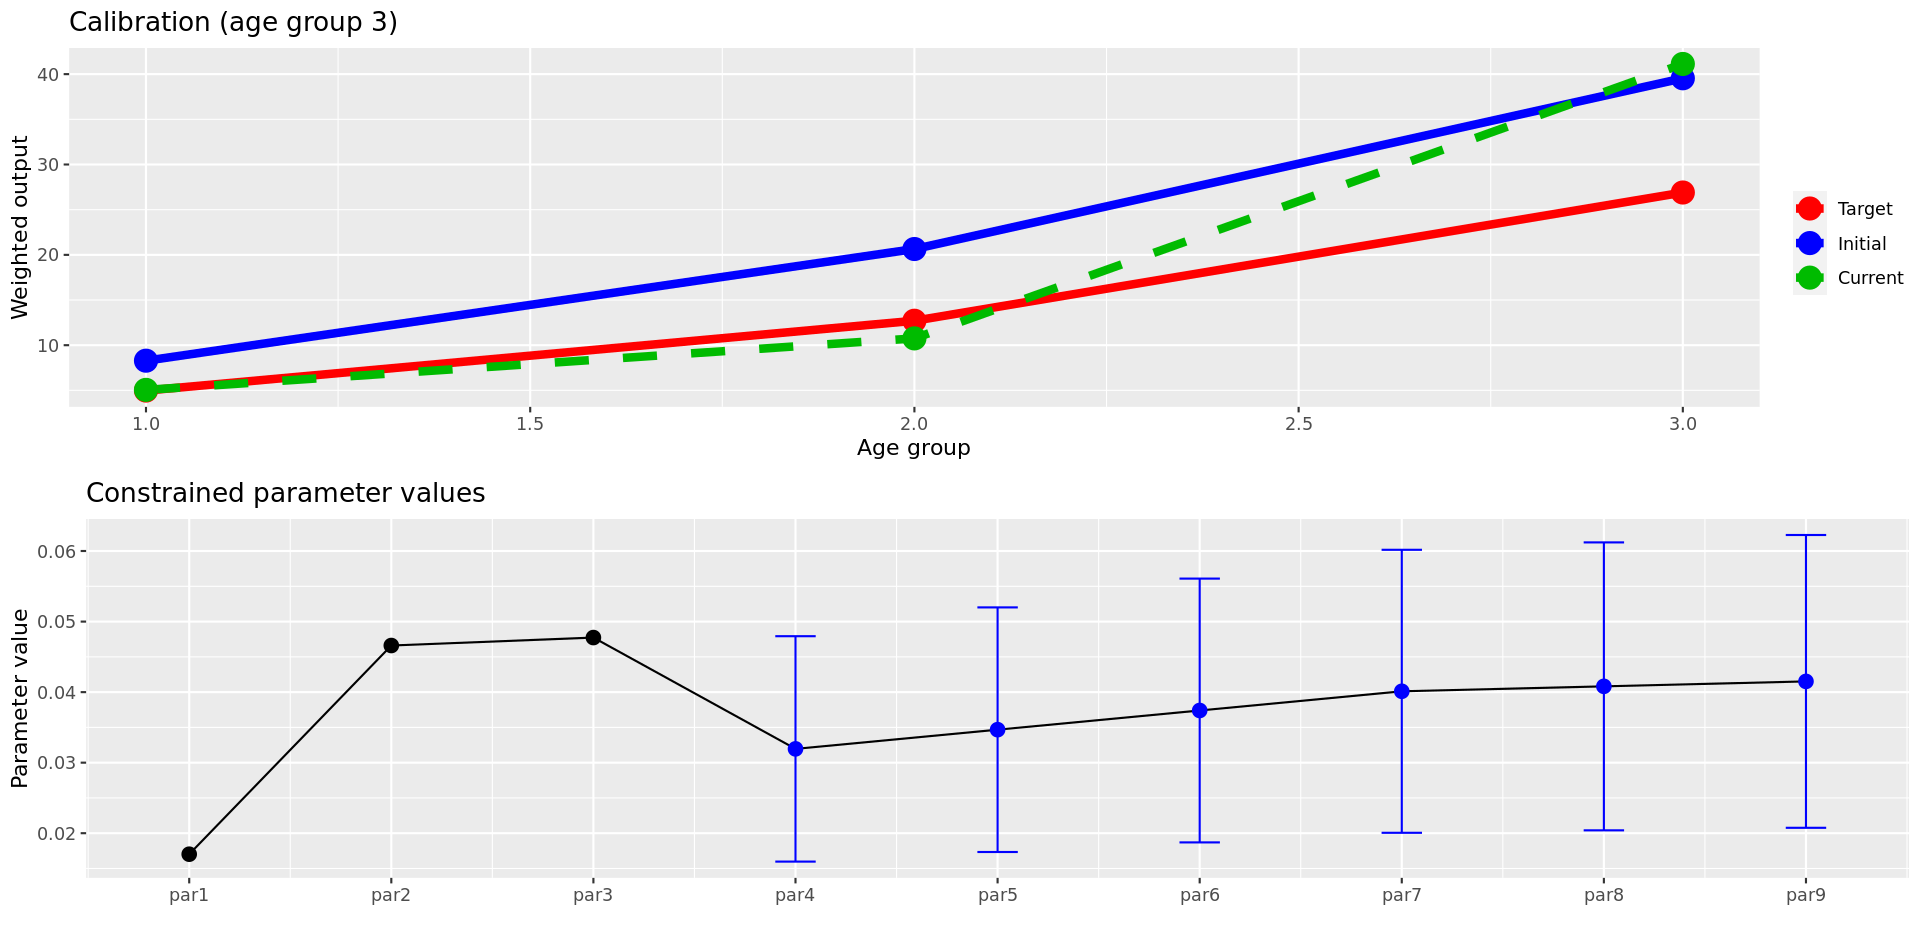 Calibration (age group 3)
Weighted output
40
30
20
10
1.0 1.5 2.0 2.5 3.0
Age group
Target
Initial
Current
Constrained parameter values
Parameter value
0.06
0.05
0.04
0.03
0.02
par1 par2 par3 par4 par5 par6 par7 par8 par9